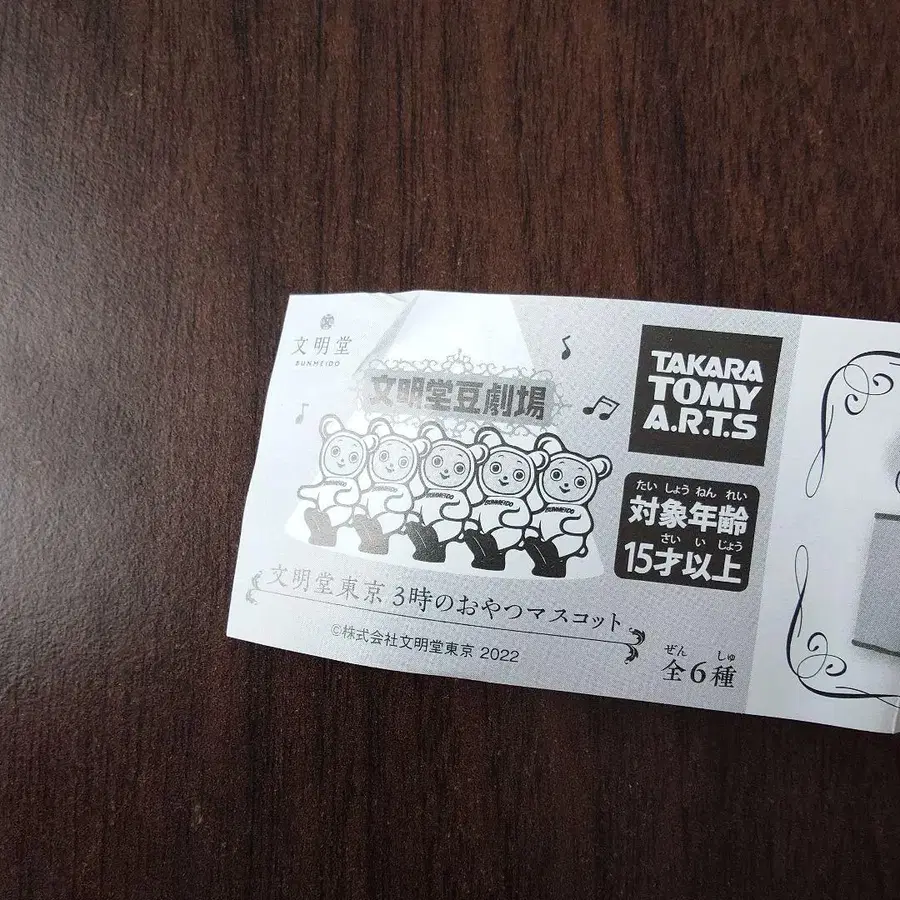 文明堂
BUNMEIDO
文明堂豆劇場
BUNMEIDO
BUNMEIDO
BUNMEIDO
文明堂東京 3時のおやつマスコット
©株式会社文明堂東京 2022
TAKARA
TOMY
A.R.T.S
たい しょう ねん れい
対象年齢
さい い じょう
15才以上
ぜん しゅ
全6種